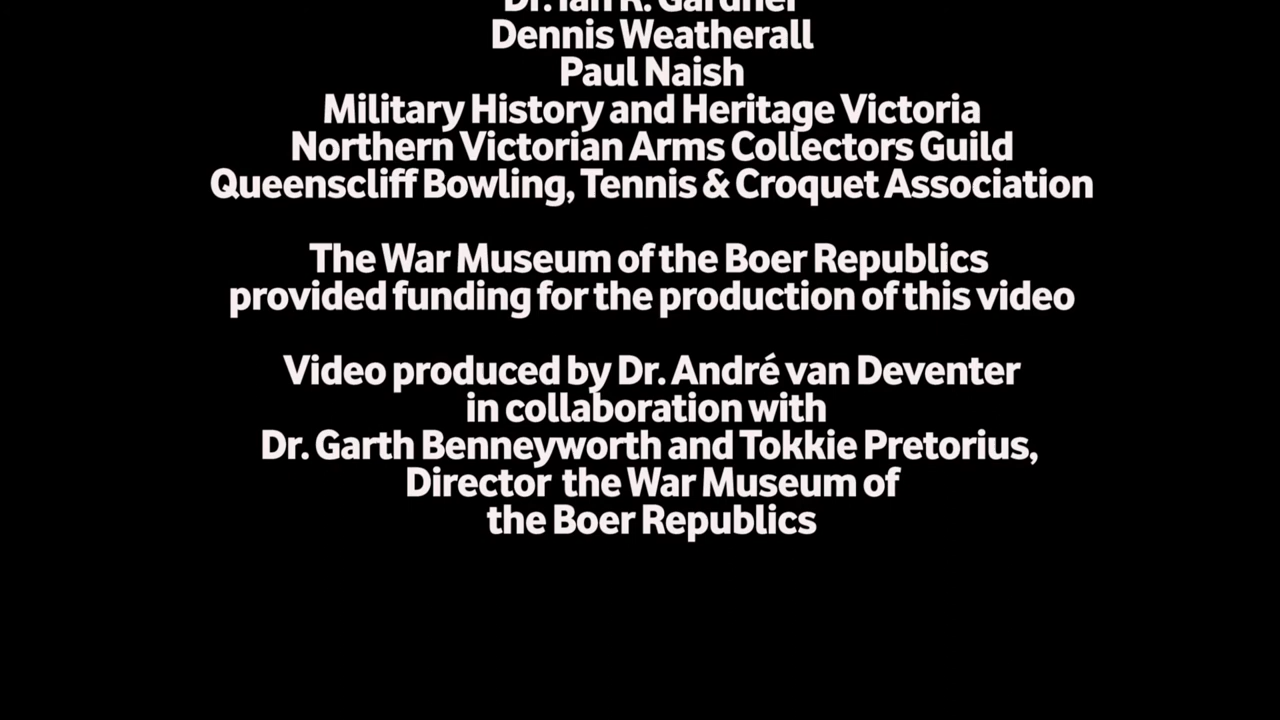 Dr. Ian R. Gardner
Dennis Weatherall
Paul Naish
Military History and Heritage Victoria
Northern Victorian Arms Collectors Guild
Queenscliff Bowling, Tennis & Croquet Association
The War Museum of the Boer Republics
provided funding for the production of this video
Video produced by Dr. André van Deventer
in collaboration with
Dr. Garth Benneyworth and Tokkie Pretorius,
Director the War Museum of
the Boer Republics